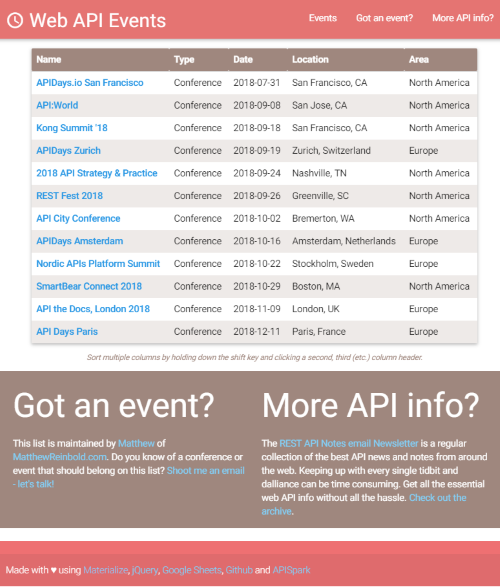 Web API Events
Events Got an event? More API info?
Name Type Date Location Area
APIDays.io San Francisco Conference 2018-07-31 San Francisco, CA North America
API:World Conference 2018-09-08 San Jose, CA North America
Kong Summit '18 Conference 2018-09-18 San Francisco, CA North America
APIDays Zurich Conference 2018-09-19 Zurich, Switzerland Europe
2018 API Strategy & Practice Conference 2018-09-24 Nashville, TN North America
REST Fest 2018 Conference 2018-09-26 Greenville, SC North America
API City Conference Conference 2018-10-02 Bremerton, WA North America
APIDays Amsterdam Conference 2018-10-16 Amsterdam, Netherlands Europe
Nordic APIs Platform Summit Conference 2018-10-22 Stockholm, Sweden Europe
SmartBear Connect 2018 Conference 2018-10-29 Boston, MA North America
API the Docs, London 2018 Conference 2018-11-09 London, UK Europe
API Days Paris Conference 2018-12-11 Paris, France Europe
Sort multiple columns by holding down the shift key and clicking a second, third (etc.) column header.
Got an event?
This list is maintained by Matthew of
MatthewReinbold.com. Do you know of a conference or
event that should belong on this list? Shoot me an email
- let's talk!
More API info?
The REST API Notes email Newsletter is a regular
collection of the best API news and notes from around
the web. Keeping up with every single tidbit and
dalliance can be time consuming. Get all the essential
web API info without all the hassle. Check out the
archive.
Made with ♥ using Materialize, jQuery, Google Sheets, Github and APISpark